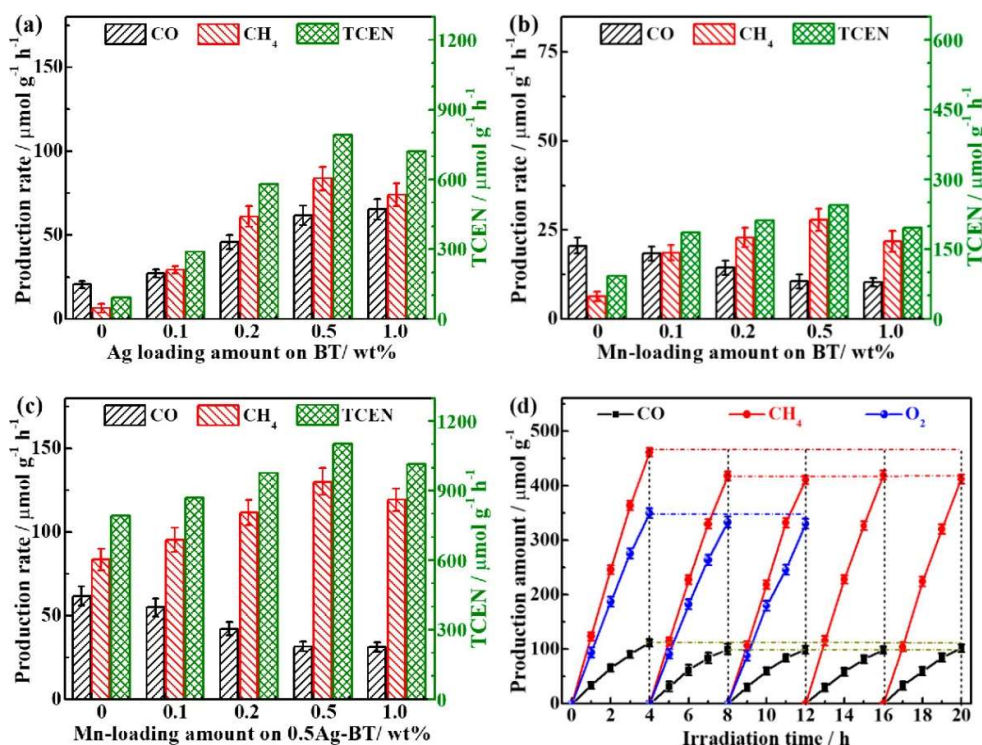 (a) CO CH₄ TCEN
Production rate / μmol g⁻¹ h⁻¹
0 50 100 150
TCEN / μmol g⁻¹ h⁻¹
0 300 600 900 1200
0 0.1 0.2 0.5 1.0
Ag loading amount on BT/ wt%
(b) CO CH₄ TCEN
Production rate / μmol g⁻¹ h⁻¹
0 25 50 75
TCEN / μmol g⁻¹ h⁻¹
0 150 300 450 600
0 0.1 0.2 0.5 1.0
Mn-loading amount on BT/ wt%
(c) CO CH₄ TCEN
Production rate / μmol g⁻¹ h⁻¹
0 50 100 150
TCEN / μmol g⁻¹ h⁻¹
0 300 600 900 1200
0 0.1 0.2 0.5 1.0
Mn-loading amount on 0.5Ag-BT/ wt%
(d) CO CH₄ O₂
Production amount / μmol g⁻¹
0 100 200 300 400 500
0 2 4 6 8 10 12 14 16 18 20
Irradiation time / h